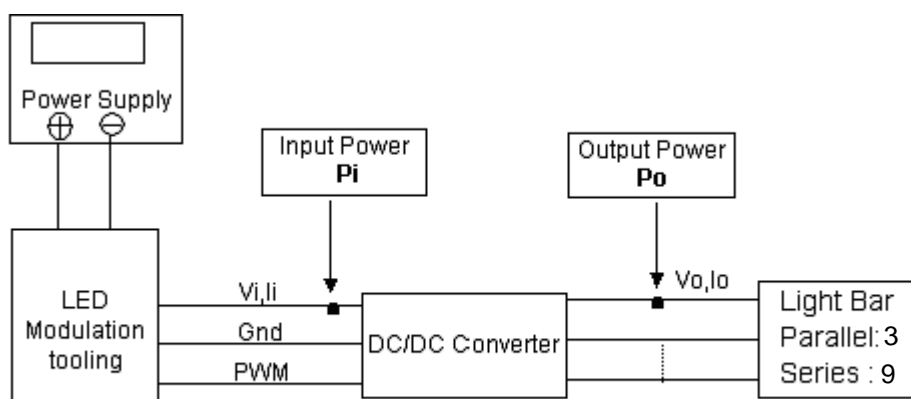 Power Supply
Input Power
Pi
Output Power
Po
LED
Modulation
tooling
Vi,Ii
Gnd
PWM
DC/DC Converter
Vo,Io
Light Bar
Parallel: 3
Series : 9